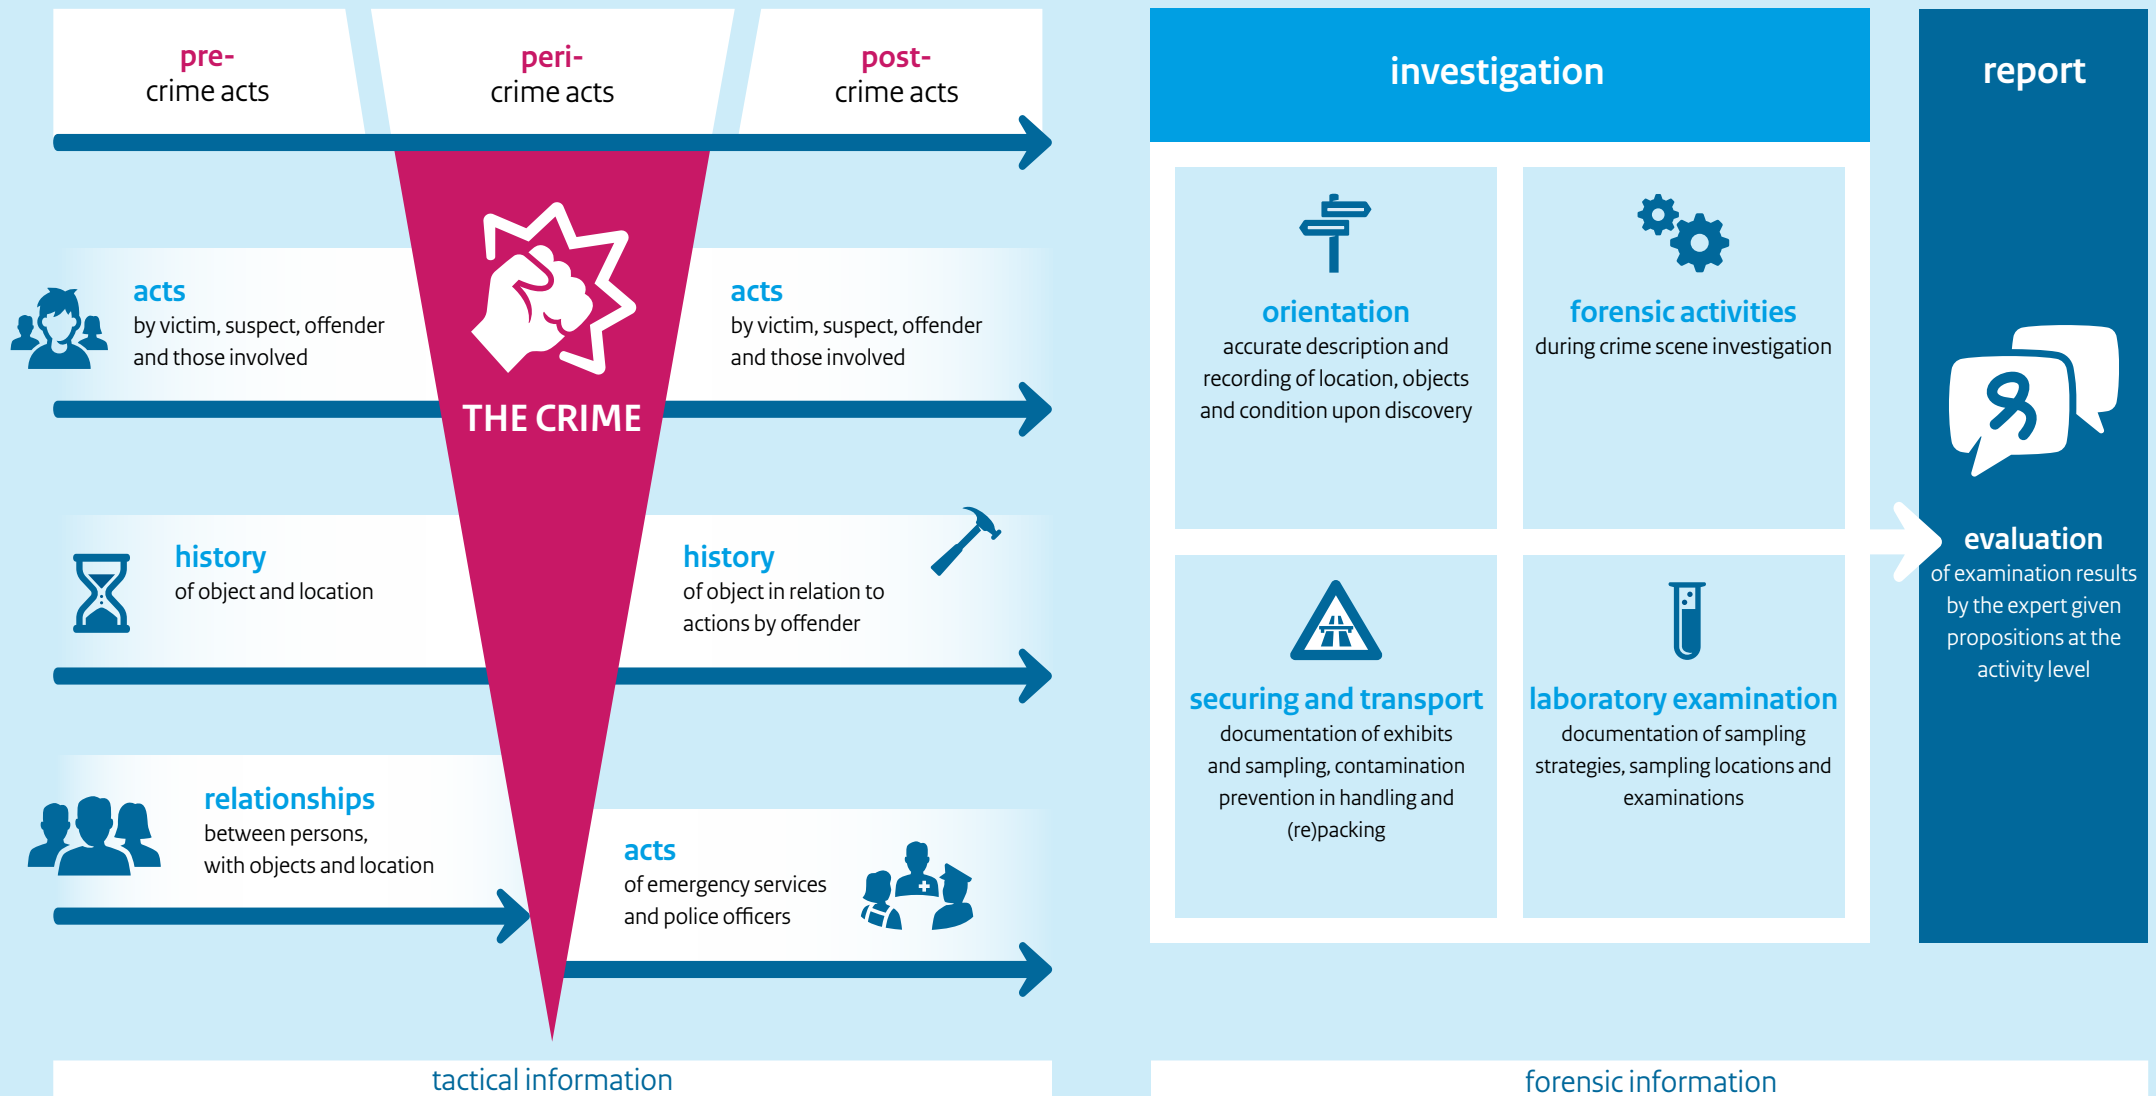 pre-
crime acts
peri-
crime acts
post-
crime acts
THE CRIME
acts
by victim, suspect, offender
and those involved
acts
by victim, suspect, offender
and those involved
history
of object and location
history
of object in relation to
actions by offender
relationships
between persons,
with objects and location
acts
of emergency services
and police officers
tactical information
investigation
orientation
accurate description and
recording of location, objects
and condition upon discovery
forensic activities
during crime scene investigation
securing and transport
documentation of exhibits
and sampling, contamination
prevention in handling and
(re)packing
laboratory examination
documentation of sampling
strategies, sampling locations and
examinations
report
evaluation
of examination results
by the expert given
propositions at the
activity level
forensic information